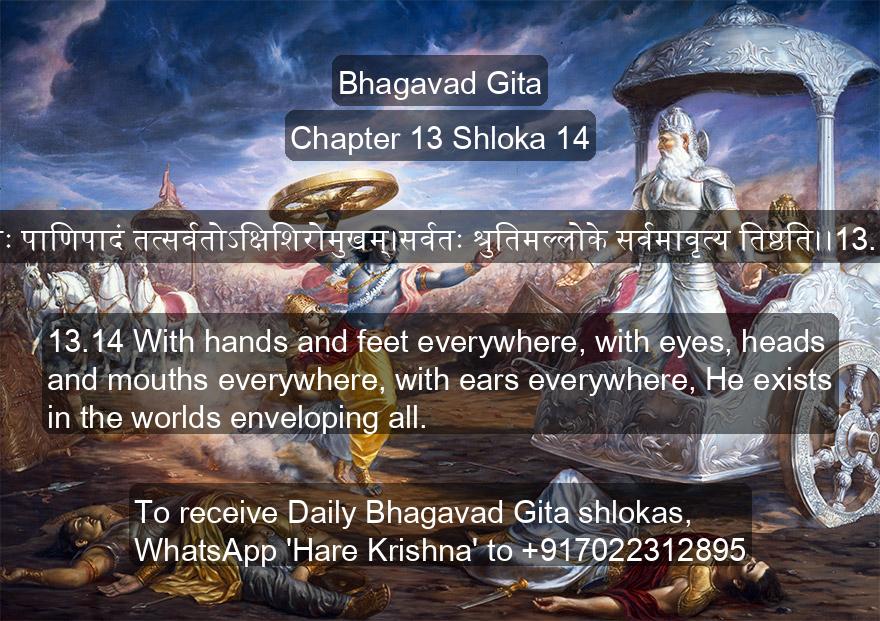 Bhagavad Gita
Chapter 13 Shloka 14
पाणिपादं तत्सर्वतोऽक्षिशिरोमुखम्।सर्वतः श्रुतिमल्लोके सर्वमावृत्य तिष्ठति।।13.
13.14 With hands and feet everywhere, with eyes, heads
and mouths everywhere, with ears everywhere, He exists
in the worlds enveloping all.
To receive Daily Bhagavad Gita shlokas,
WhatsApp 'Hare Krishna' to +917022312895